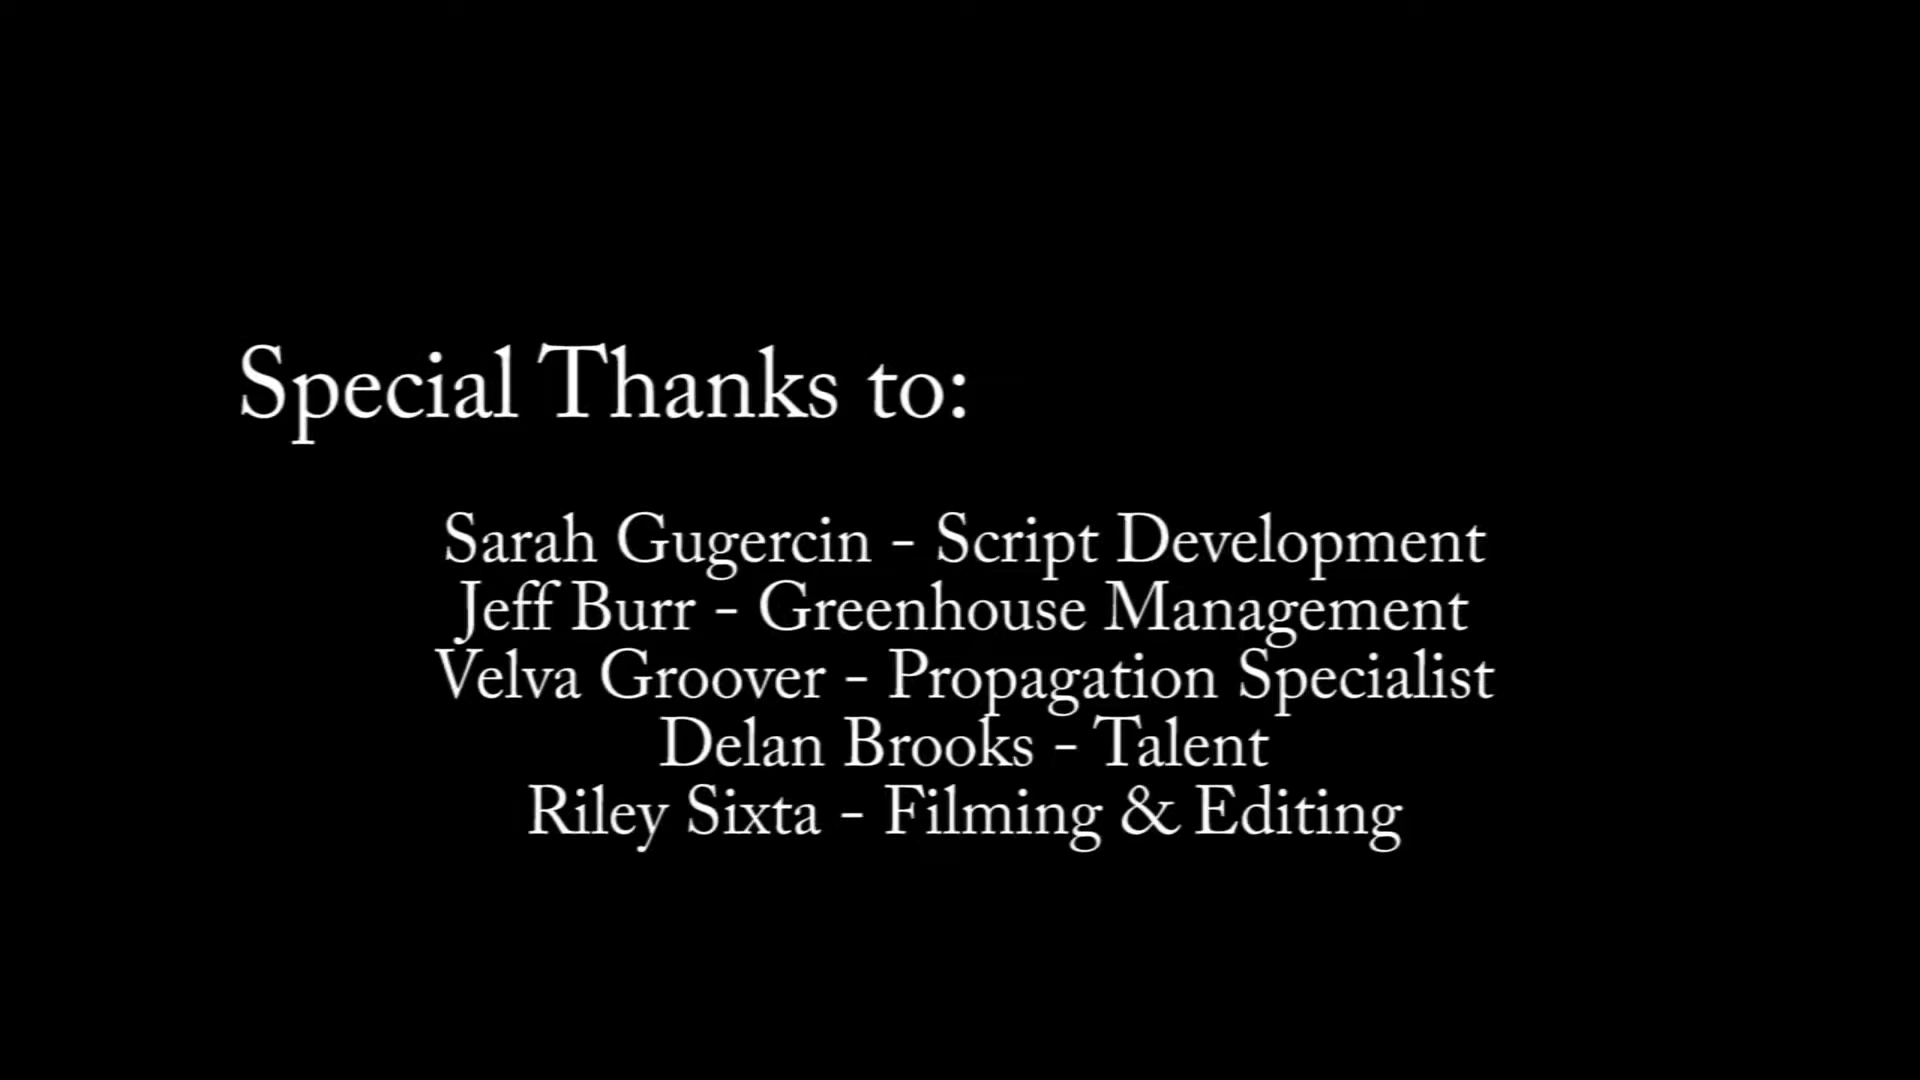 Special Thanks to:
Sarah Gugercin - Script Development
Jeff Burr - Greenhouse Management
Velva Groover - Propagation Specialist
Delan Brooks - Talent
Riley Sixta - Filming & Editing